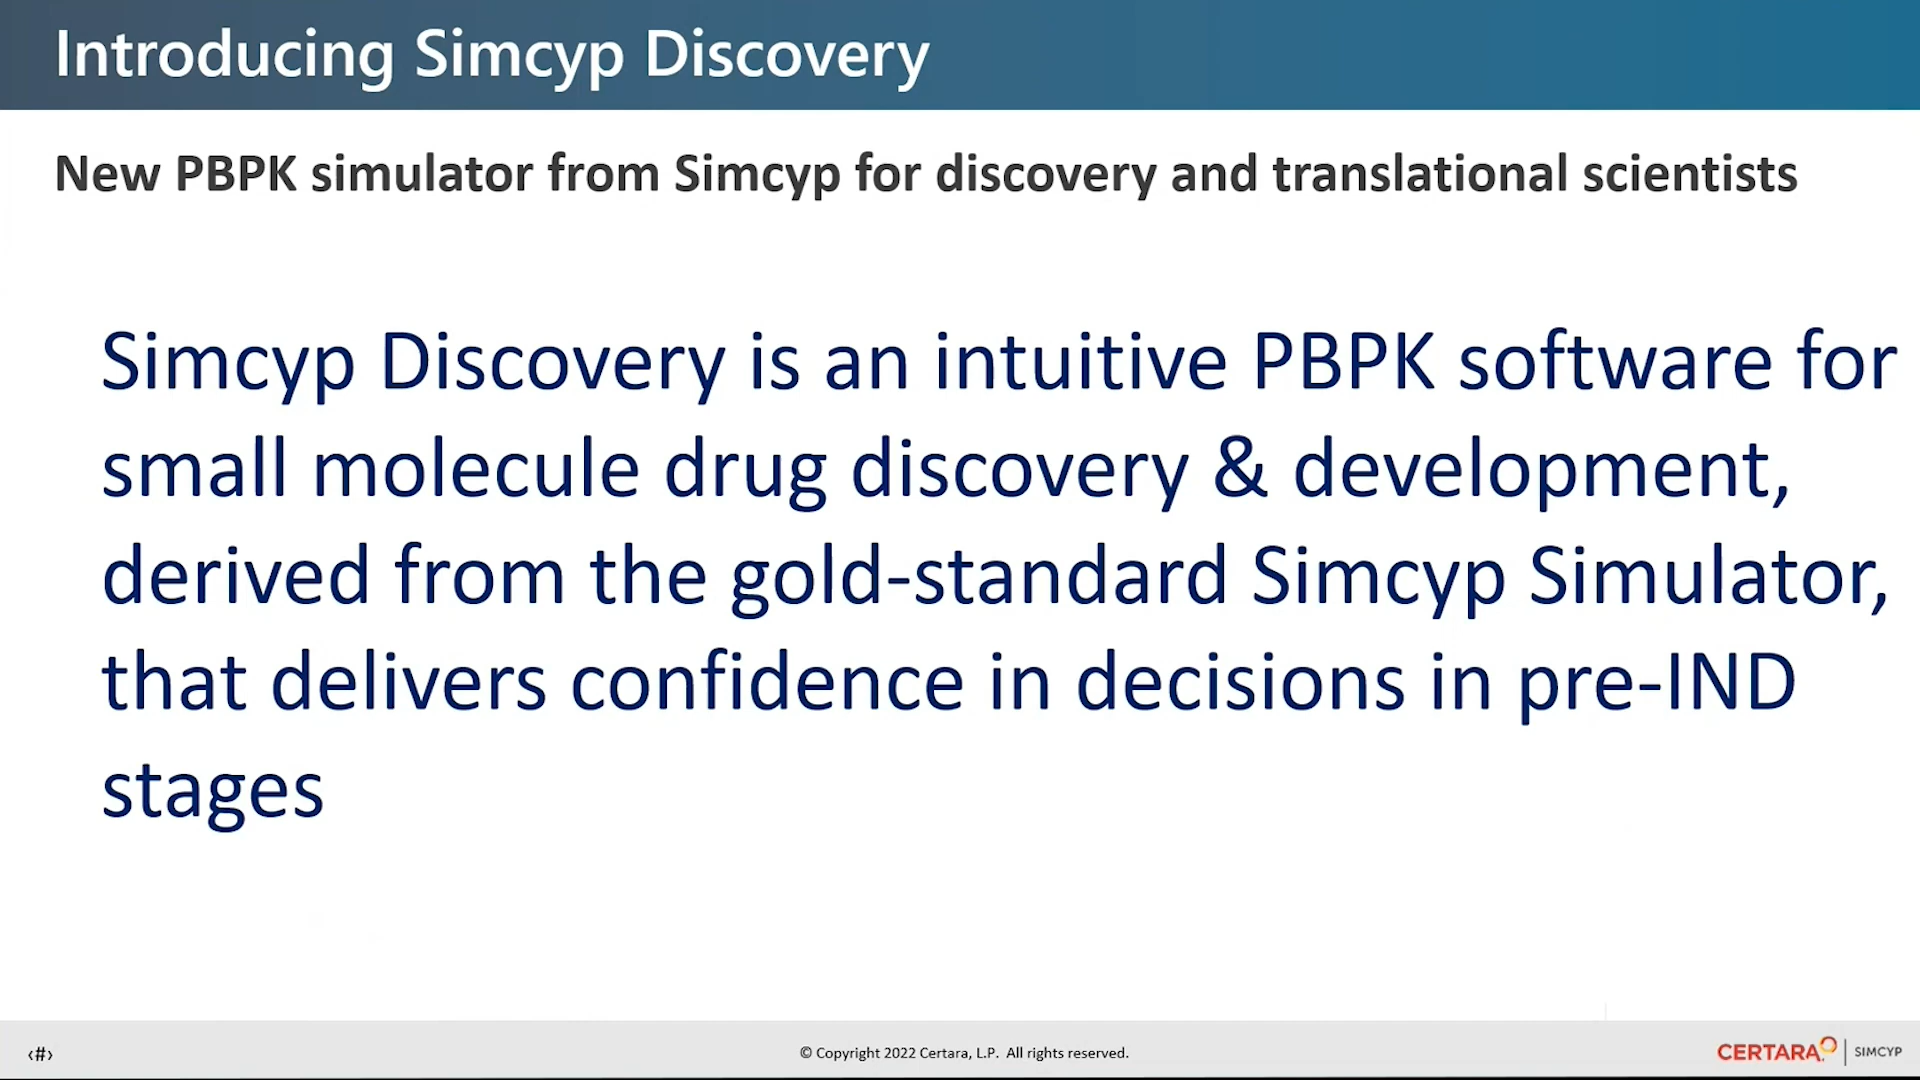 Introducing Simcyp Discovery
New PBPK simulator from Simcyp for discovery and translational scientists
Simcyp Discovery is an intuitive PBPK software for
small molecule drug discovery & development,
derived from the gold-standard Simcyp Simulator,
that delivers confidence in decisions in pre-IND
stages
‹#›
© Copyright 2022 Certara, L.P. All rights reserved.
CERTARA | SIMCYP